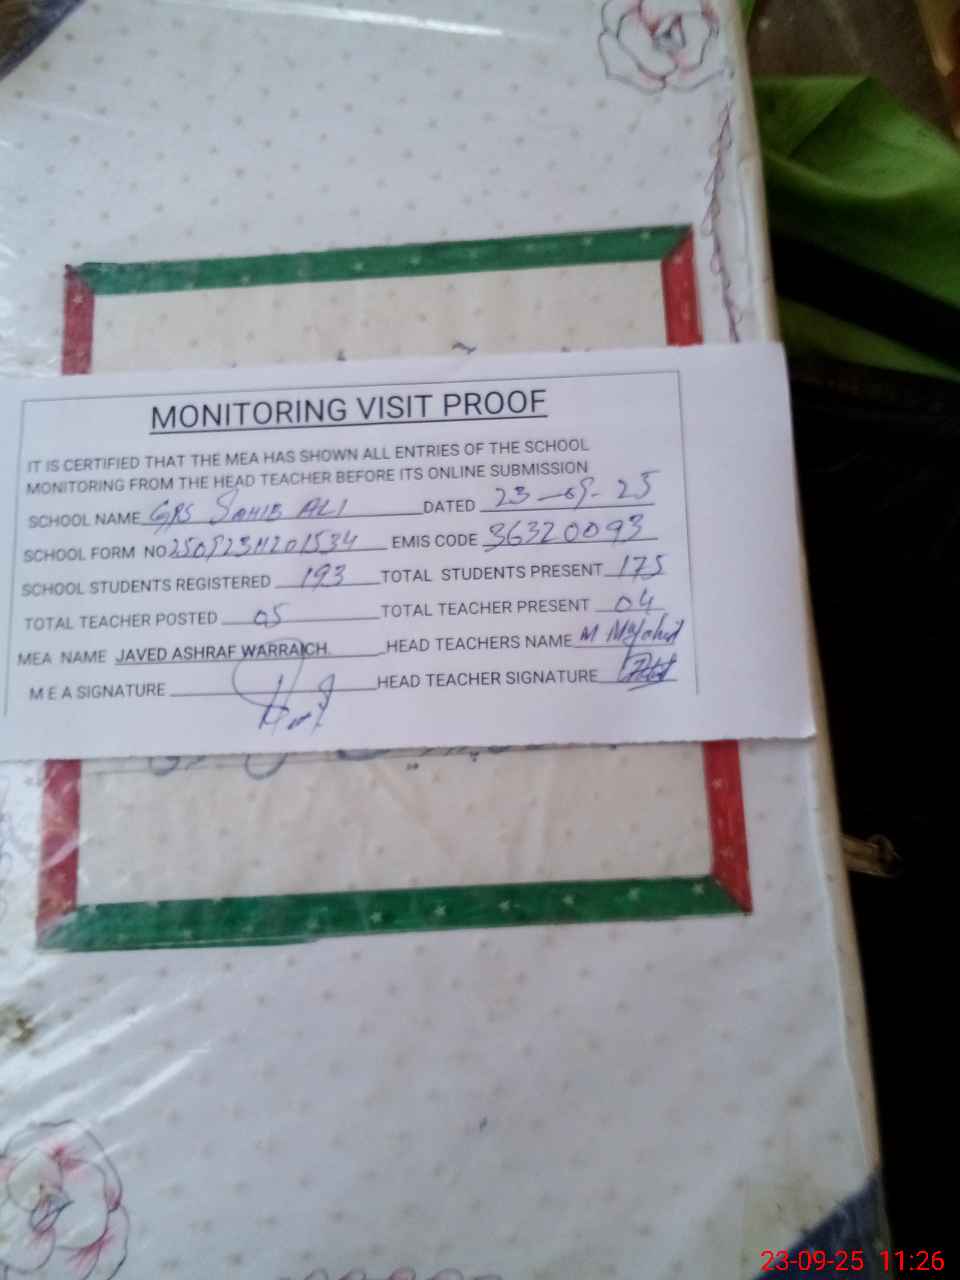 MONITORING VISIT PROOF
IT IS CERTIFIED THAT THE MEA HAS SHOWN ALL ENTRIES OF THE SCHOOL
MONITORING FROM THE HEAD TEACHER BEFORE ITS ONLINE SUBMISSION
SCHOOL NAME GPS SAHIB ALI DATED 23-09-25
SCHOOL FORM NO EMIS CODE 36320093
SCHOOL STUDENTS REGISTERED 193 TOTAL STUDENTS PRESENT 175
TOTAL TEACHER POSTED 05 TOTAL TEACHER PRESENT 04
MEA NAME JAVED ASHRAF WARRAICH. HEAD TEACHERS NAME M
M E A SIGNATURE HEAD TEACHER SIGNATURE
23-09-25 11:26